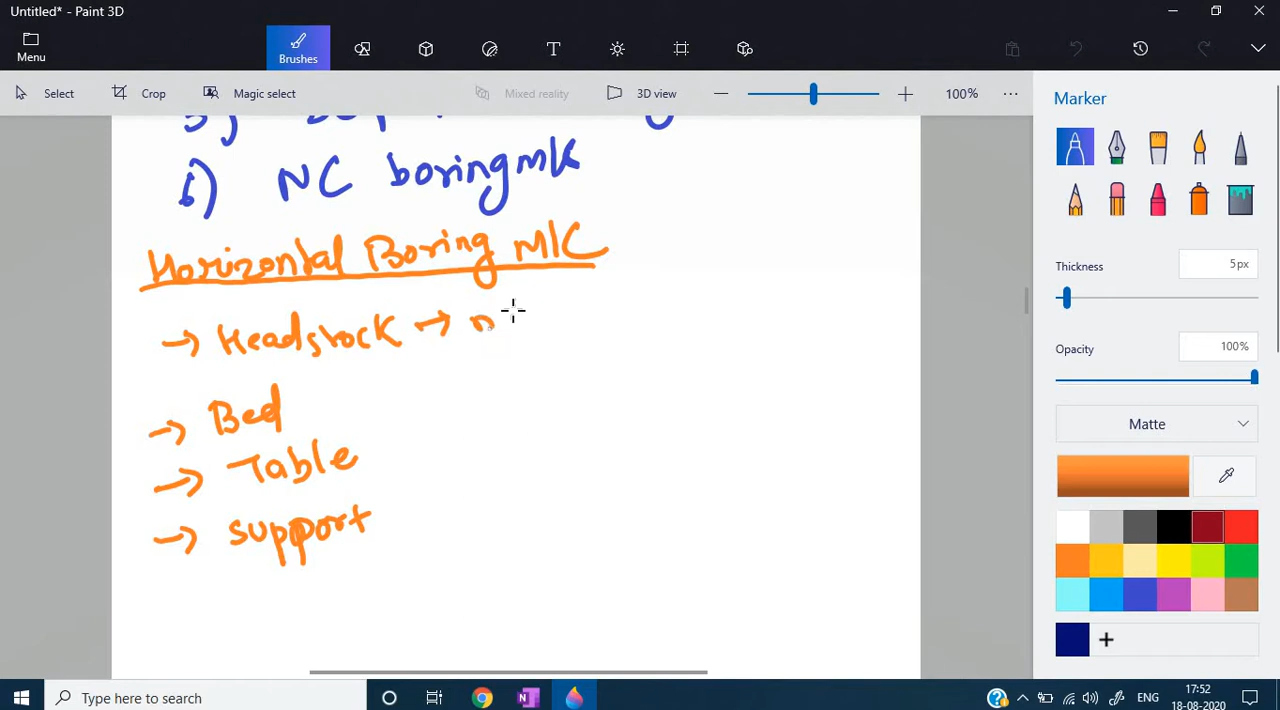 Untitled* - Paint 3D
Menu
Brushes
Select
Crop
Magic select
Mixed reality
3D view
100%
Marker
6) NC boring M/C
Horizontal Boring M/C
→ Headstock →
→ Bed
→ Table
→ support
Thickness
5px
Opacity
100%
Matte
Type here to search
ENG
17:52
18-08-2020